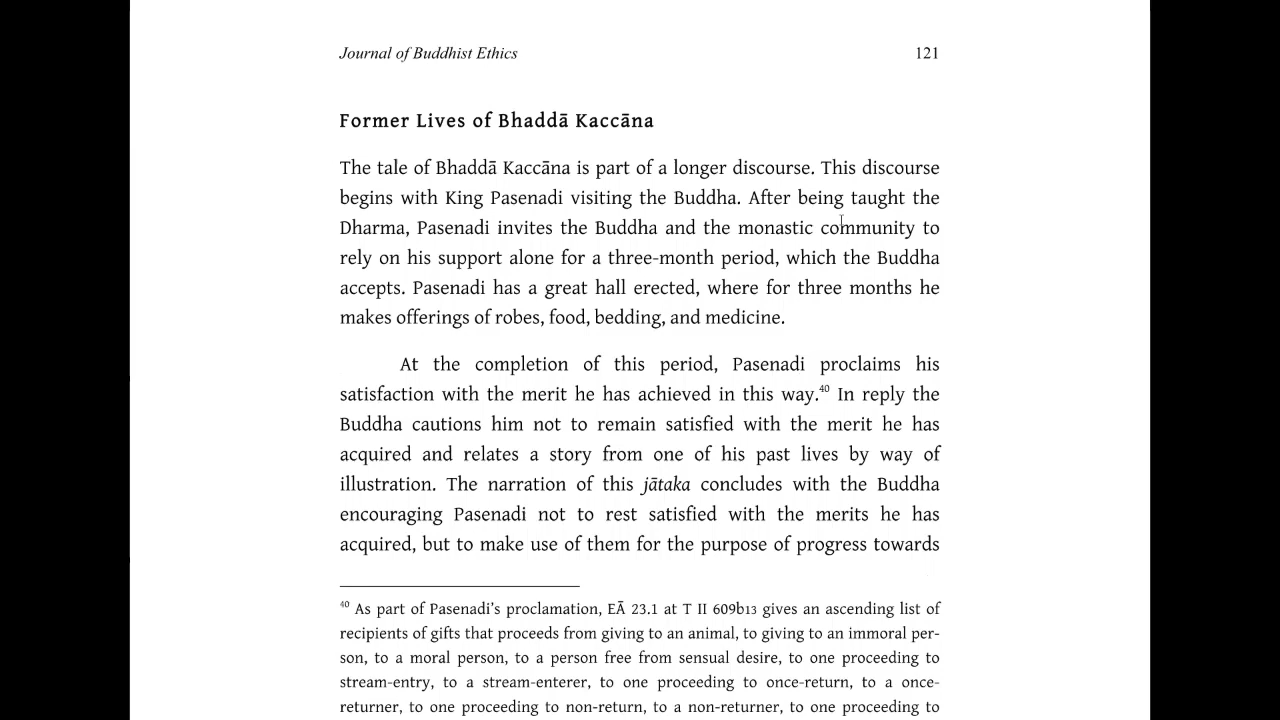 Journal of Buddhist Ethics 121
Former Lives of Bhaddā Kaccāna
The tale of Bhaddā Kaccāna is part of a longer discourse. This discourse
begins with King Pasenadi visiting the Buddha. After being taught the
Dharma, Pasenadi invites the Buddha and the monastic community to
rely on his support alone for a three-month period, which the Buddha
accepts. Pasenadi has a great hall erected, where for three months he
makes offerings of robes, food, bedding, and medicine.
At the completion of this period, Pasenadi proclaims his
satisfaction with the merit he has achieved in this way.⁴⁰ In reply the
Buddha cautions him not to remain satisfied with the merit he has
acquired and relates a story from one of his past lives by way of
illustration. The narration of this jātaka concludes with the Buddha
encouraging Pasenadi not to rest satisfied with the merits he has
acquired, but to make use of them for the purpose of progress towards
⁴⁰ As part of Pasenadi's proclamation, EĀ 23.1 at T II 609b13 gives an ascending list of
recipients of gifts that proceeds from giving to an animal, to giving to an immoral per-
son, to a moral person, to a person free from sensual desire, to one proceeding to
stream-entry, to a stream-enterer, to one proceeding to once-return, to a once-
returner, to one proceeding to non-return, to a non-returner, to one proceeding to